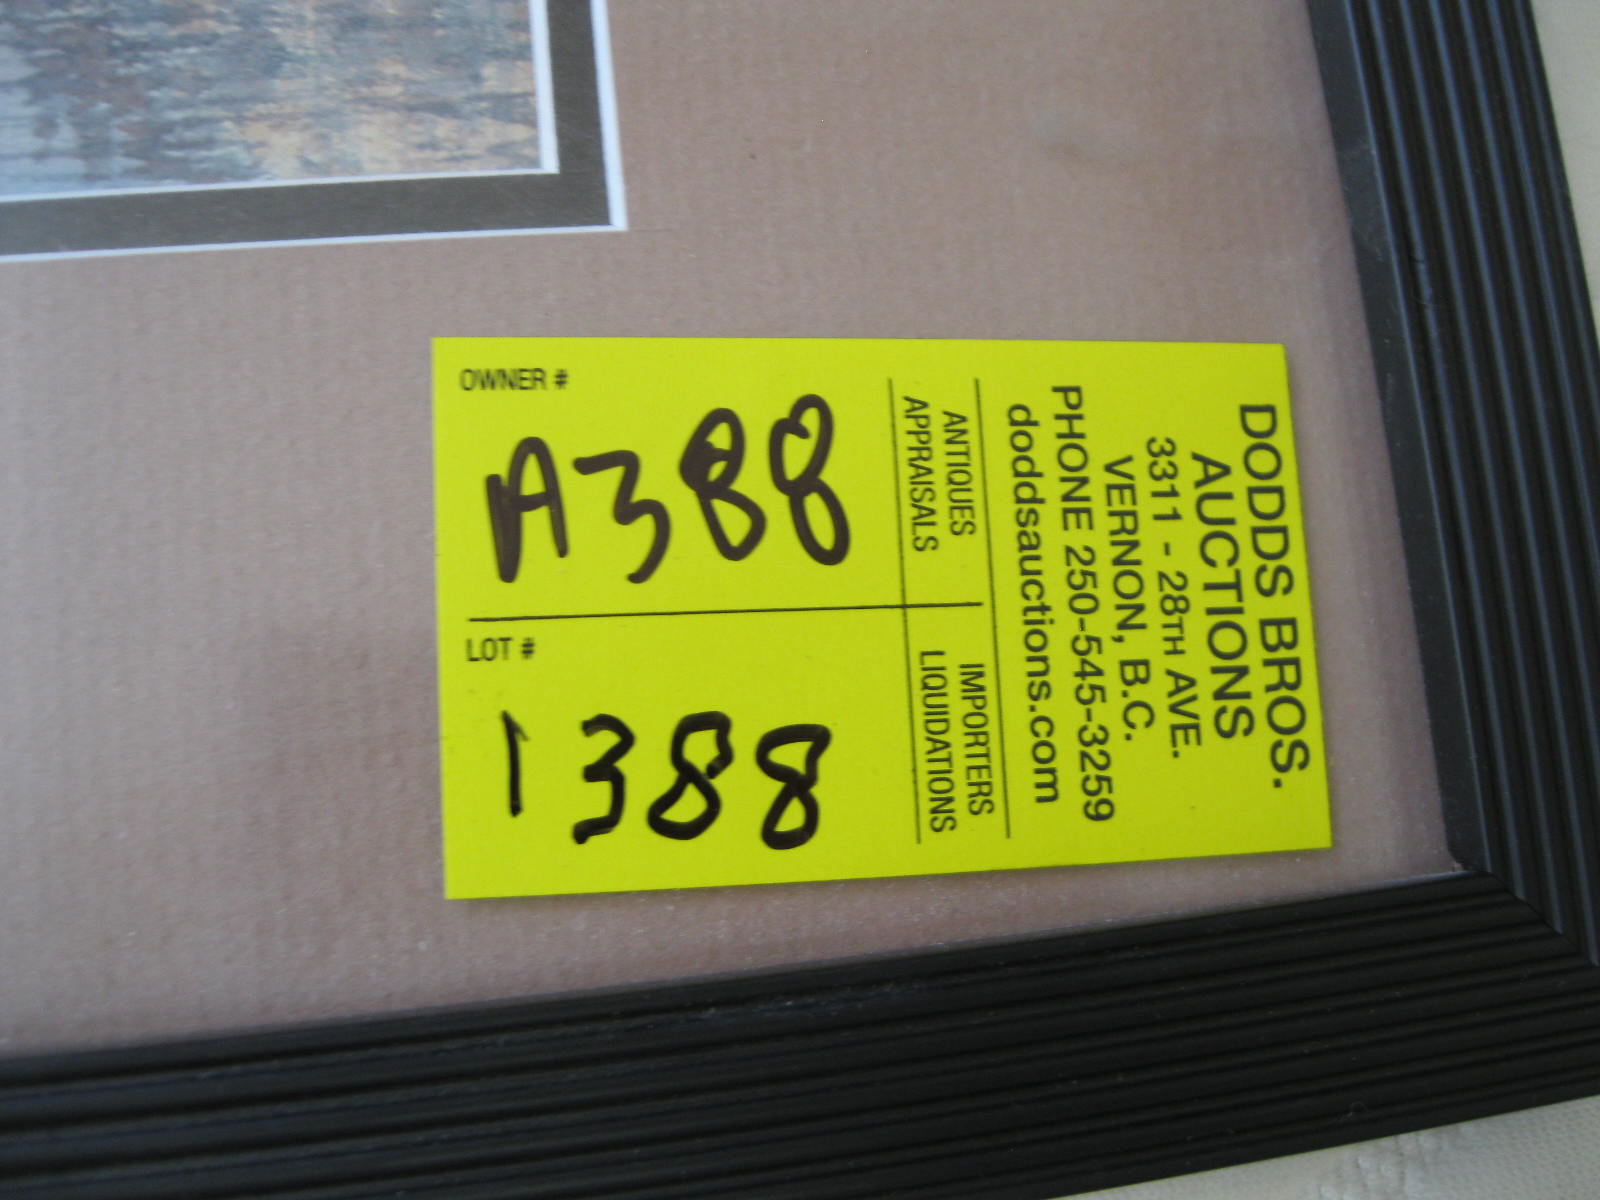 DODDS BROS.
AUCTIONS
3311 - 28TH AVE.
VERNON, B.C.
PHONE 250-545-3259
doddsauctions.com
ANTIQUES
APPRAISALS
IMPORTERS
LIQUIDATIONS
OWNER #
A388
LOT #
1388